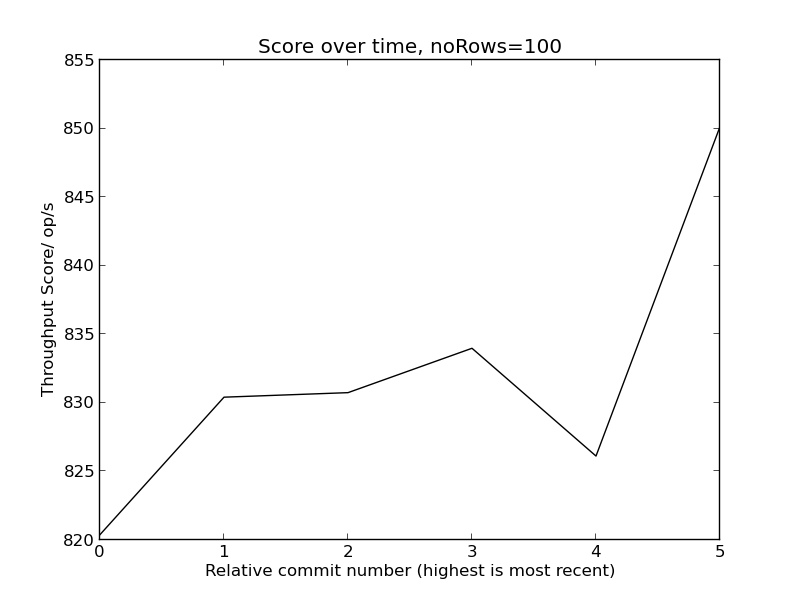 Score over time, noRows=100
855
850
845
840
835
830
825
820
Throughput Score/ op/s
0 1 2 3 4 5
Relative commit number (highest is most recent)